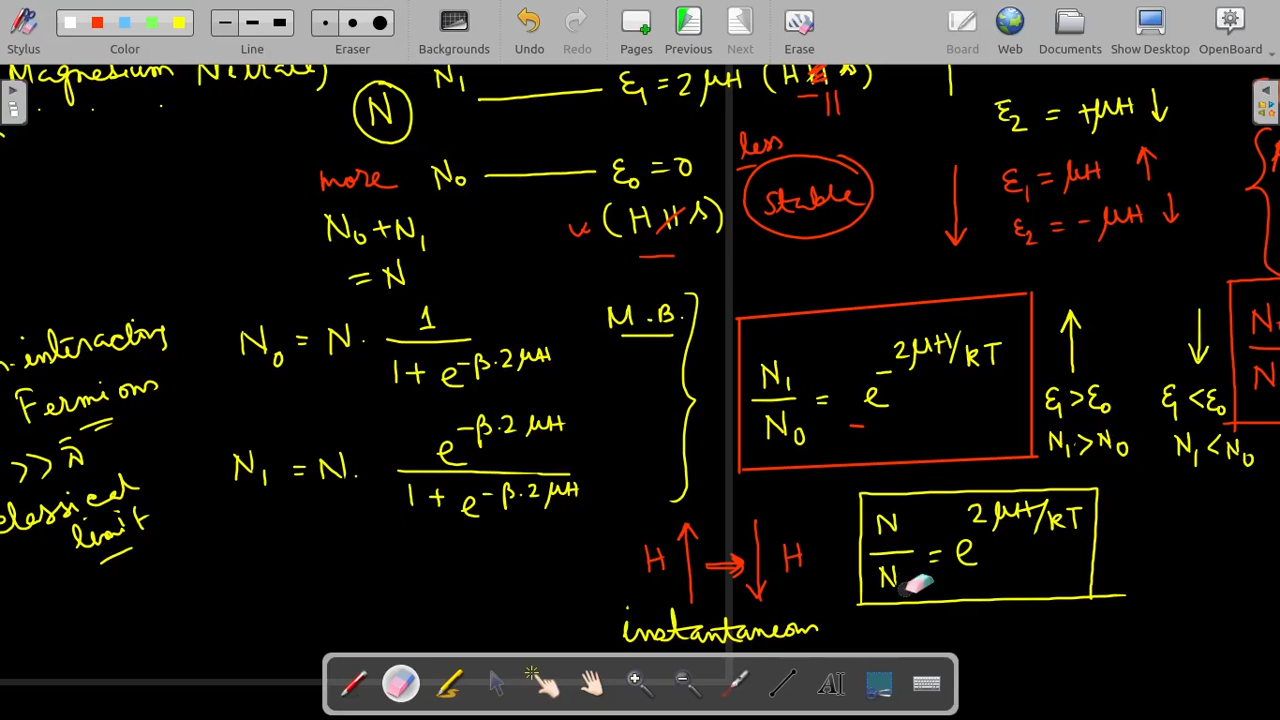 Stylus Color Line Eraser Backgrounds Undo Redo Pages Previous Next Erase Board Web Documents Show Desktop OpenBoard
Magnesium Nitrate)
N₁ ε₁ = 2μH
N
more N₀ ε₀ = 0
N₀+N₁
= N
less
stable
ε₂ = +μH ↓
ε₁ = μH ↑
ε₂ = -μH ↓
interacting
Fermions
>> n̄
classical
limit
N₀ = N · 1 / (1 + e^(-β·2μH))
M.B.
N₁ = N · e^(-β·2μH) / (1 + e^(-β·2μH))
N₁/N₀ = e^(-2μH/kT)
↑ ↓
ε₁>ε₀ ε₁<ε₀
N₁>N₀ N₁<N₀
N/N = e^(2μH/kT)
H ↑ ⇒ ↓ H
instantaneous